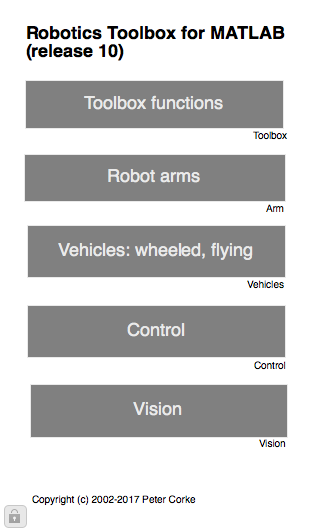 Robotics Toolbox for MATLAB
(release 10)
Toolbox functions
Toolbox
Robot arms
Arm
Vehicles: wheeled, flying
Vehicles
Control
Control
Vision
Vision
Copyright (c) 2002-2017 Peter Corke